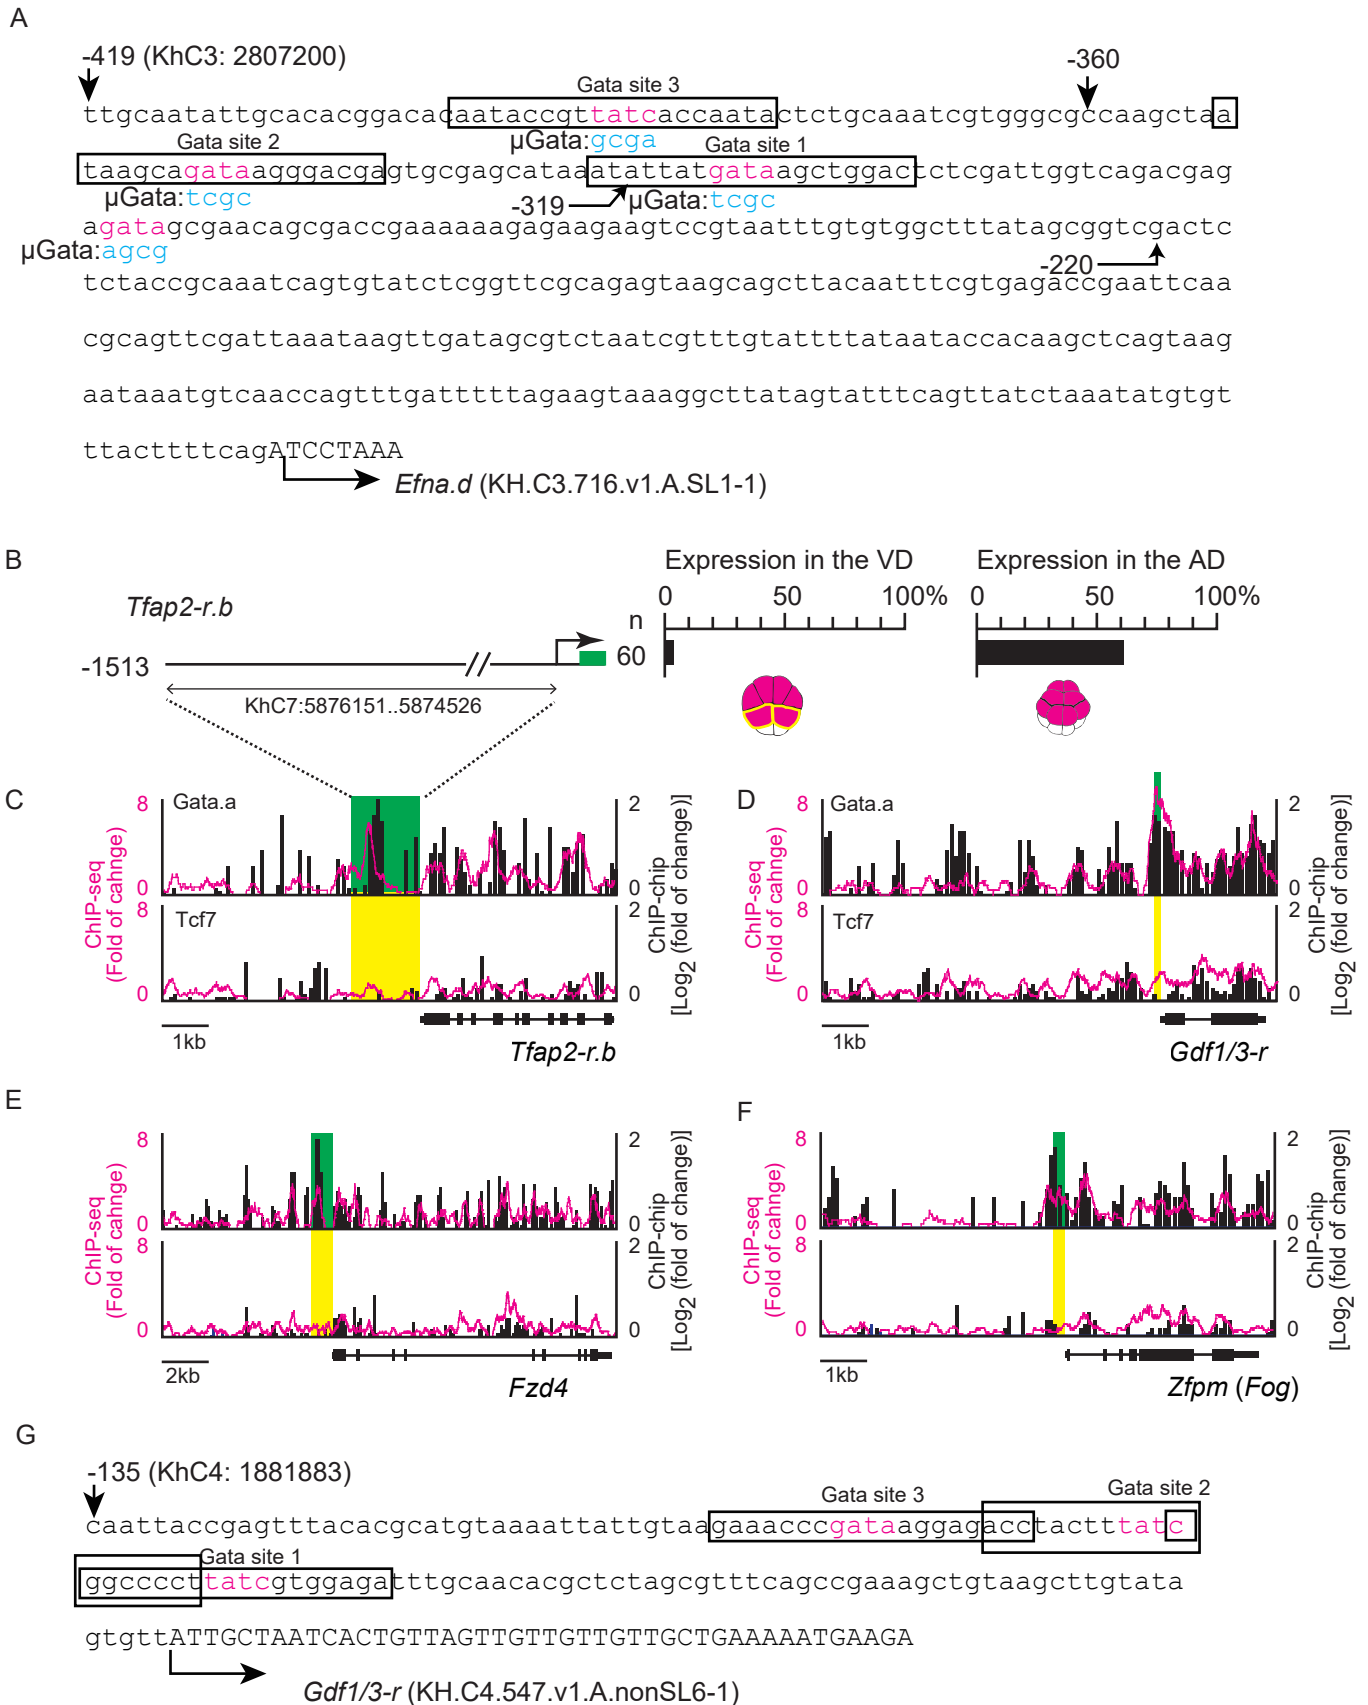 A
-419 (KhC3: 2807200)
-360
Gata site 3
ttgcaatattgcacacggacacaataccgttatcaccaatactctgcaaatcgtgggcgccaagctaa
µGata:gcga
Gata site 2
Gata site 1
taagcagataagggacgagtgcgagcataaaatattatgataagctggactctcgattggtcagacgag
µGata:tcgc
-319
µGata:tcgc
agatagcgaacagcgaccgaaaaaagagaagaagtccgtaatttgtgtggctttatagcggtcgactc
µGata:agcg
-220
tctaccgcaaatcagtgtatctcggttcgcagagtaagcagcttacaatttcgtgagaccgaattcaa
cgcagttcgattaaataagttgatagcgtctaatcgtttgtattttataataccacaagctcagtaag
aataaatgtcaaccagtttgatttttagaagtaaaggcttatagtatttcagttatctaaatatgtgt
ttacttttcagATCCTAAA
Efna.d (KH.C3.716.v1.A.SL1-1)
B
Expression in the VD
Expression in the AD
Tfap2-r.b
n
0 50 100%
0 50 100%
-1513
60
KhC7:5876151..5874526
C
8
Gata.a
2
0
0
8
Tcf7
2
0
0
ChIP-seq
(Fold of cahnge)
ChIP-chip
[Log2 (fold of change)]
1kb
Tfap2-r.b
D
8
Gata.a
2
0
0
8
Tcf7
2
0
0
ChIP-seq
(Fold of cahnge)
ChIP-chip
[Log2 (fold of change)]
1kb
Gdf1/3-r
E
8
2
0
0
8
2
0
0
ChIP-seq
(Fold of cahnge)
ChIP-chip
[Log2 (fold of change)]
2kb
Fzd4
F
8
2
0
0
8
2
0
0
ChIP-seq
(Fold of cahnge)
ChIP-chip
[Log2 (fold of change)]
1kb
Zfpm (Fog)
G
-135 (KhC4: 1881883)
Gata site 3
Gata site 2
caattaccgagtttacacgcatgtaaaattattgtaagaaacccgataaggagacctactttatc
Gata site 1
ggccccttatcgtggagatttgcaacacgctctagcgtttcagccgaaagctgtaagcttgtata
gtgttATTGCTAATCACTGTTAGTTGTTGTTGTTGCTGAAAAATGAAGA
Gdf1/3-r (KH.C4.547.v1.A.nonSL6-1)